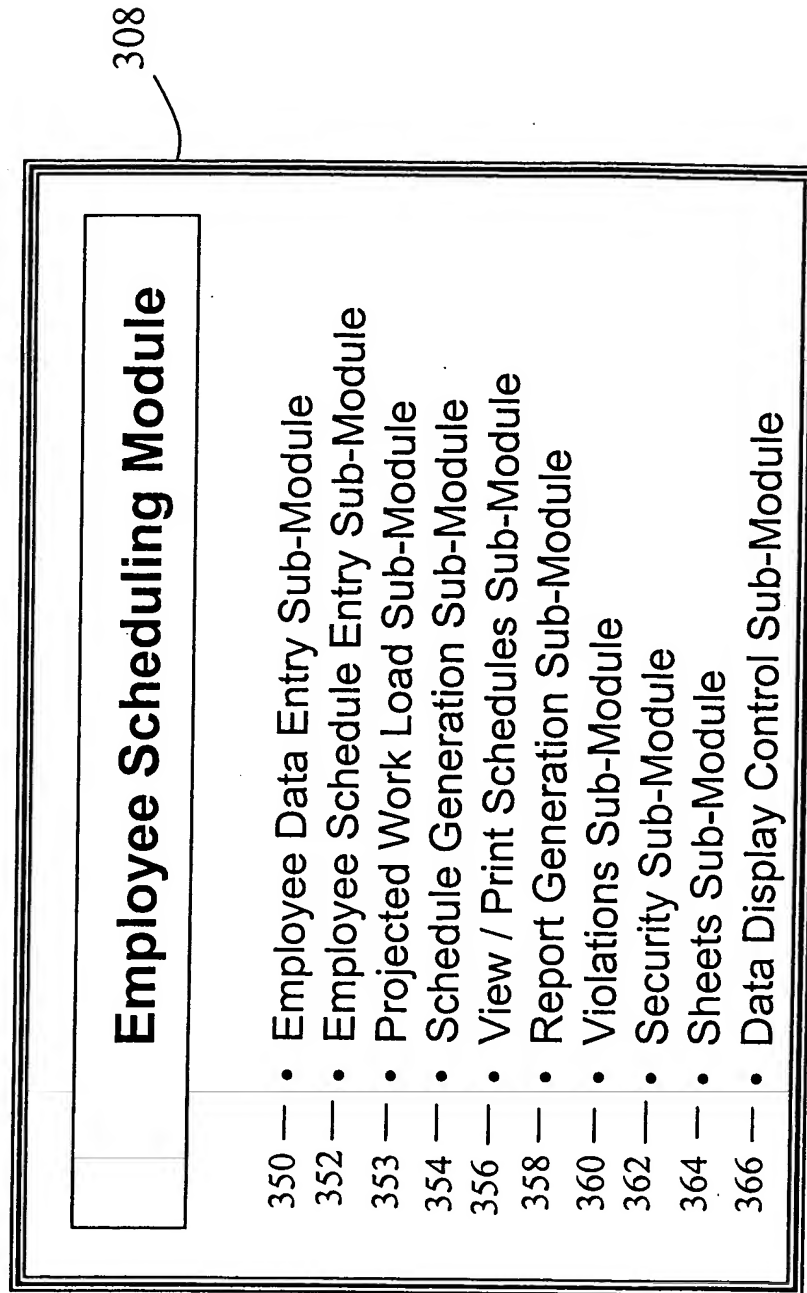 308
Employee Scheduling Module
350 — • Employee Data Entry Sub-Module
352 — • Employee Schedule Entry Sub-Module
353 — • Projected Work Load Sub-Module
354 — • Schedule Generation Sub-Module
356 — • View / Print Schedules Sub-Module
358 — • Report Generation Sub-Module
360 — • Violations Sub-Module
362 — • Security Sub-Module
364 — • Sheets Sub-Module
366 — • Data Display Control Sub-Module